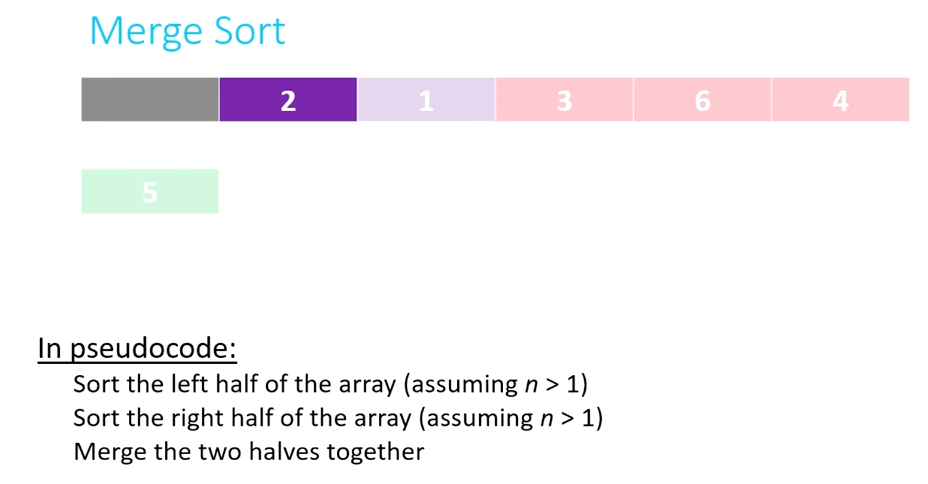 Merge Sort
2 1 3 6 4
5
In pseudocode:
Sort the left half of the array (assuming n > 1)
Sort the right half of the array (assuming n > 1)
Merge the two halves together